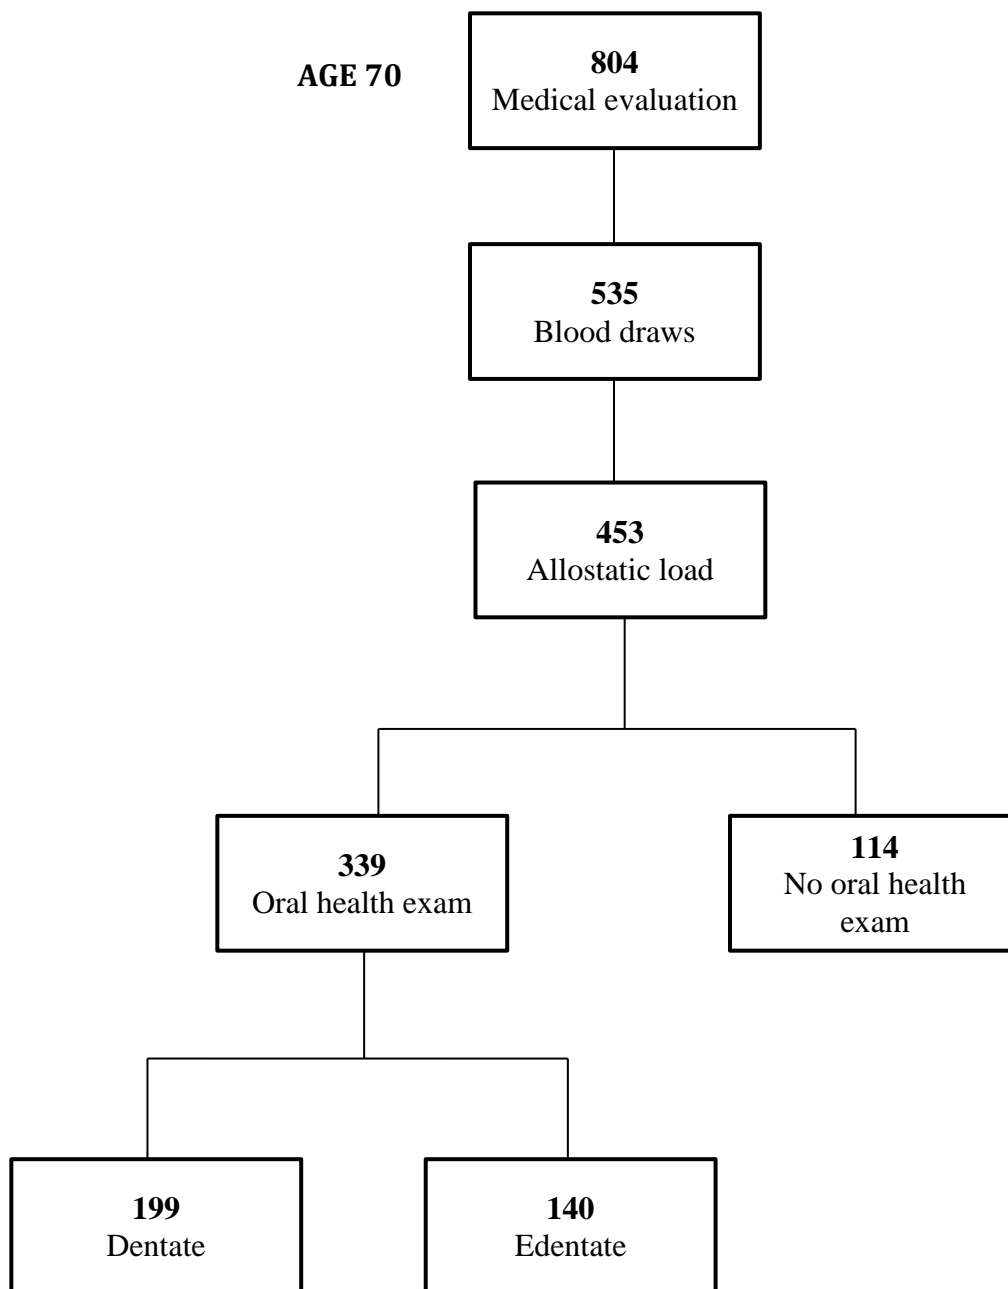 AGE 70
804
Medical evaluation
535
Blood draws
453
Allostatic load
339
Oral health exam
114
No oral health
exam
199
Dentate
140
Edentate